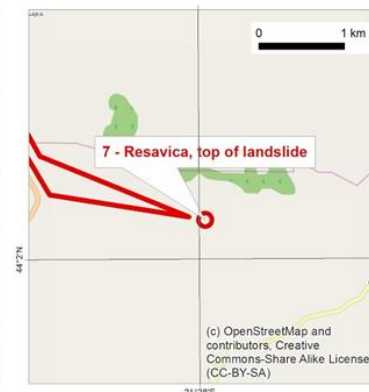 0 1 km
7 - Resavica, top of landslide
44°2'N
(c) OpenStreetMap and
contributors, Creative
Commons-Share Alike License
(CC-BY-SA)